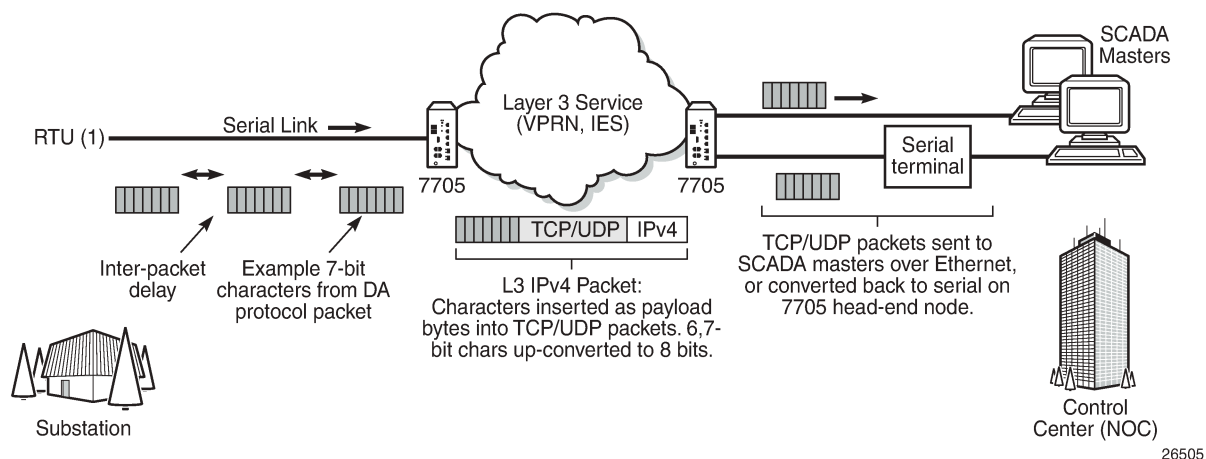 SCADA
Masters
Layer 3 Service
(VPRN, IES)
Serial Link
RTU (1)
Serial
terminal
7705
7705
TCP/UDP
IPv4
Inter-packet
delay
Example 7-bit
characters from DA
protocol packet
L3 IPv4 Packet:
Characters inserted as payload
bytes into TCP/UDP packets. 6,7-
bit chars up-converted to 8 bits.
TCP/UDP packets sent to
SCADA masters over Ethernet,
or converted back to serial on
7705 head-end node.
Substation
Control
Center (NOC)
26505